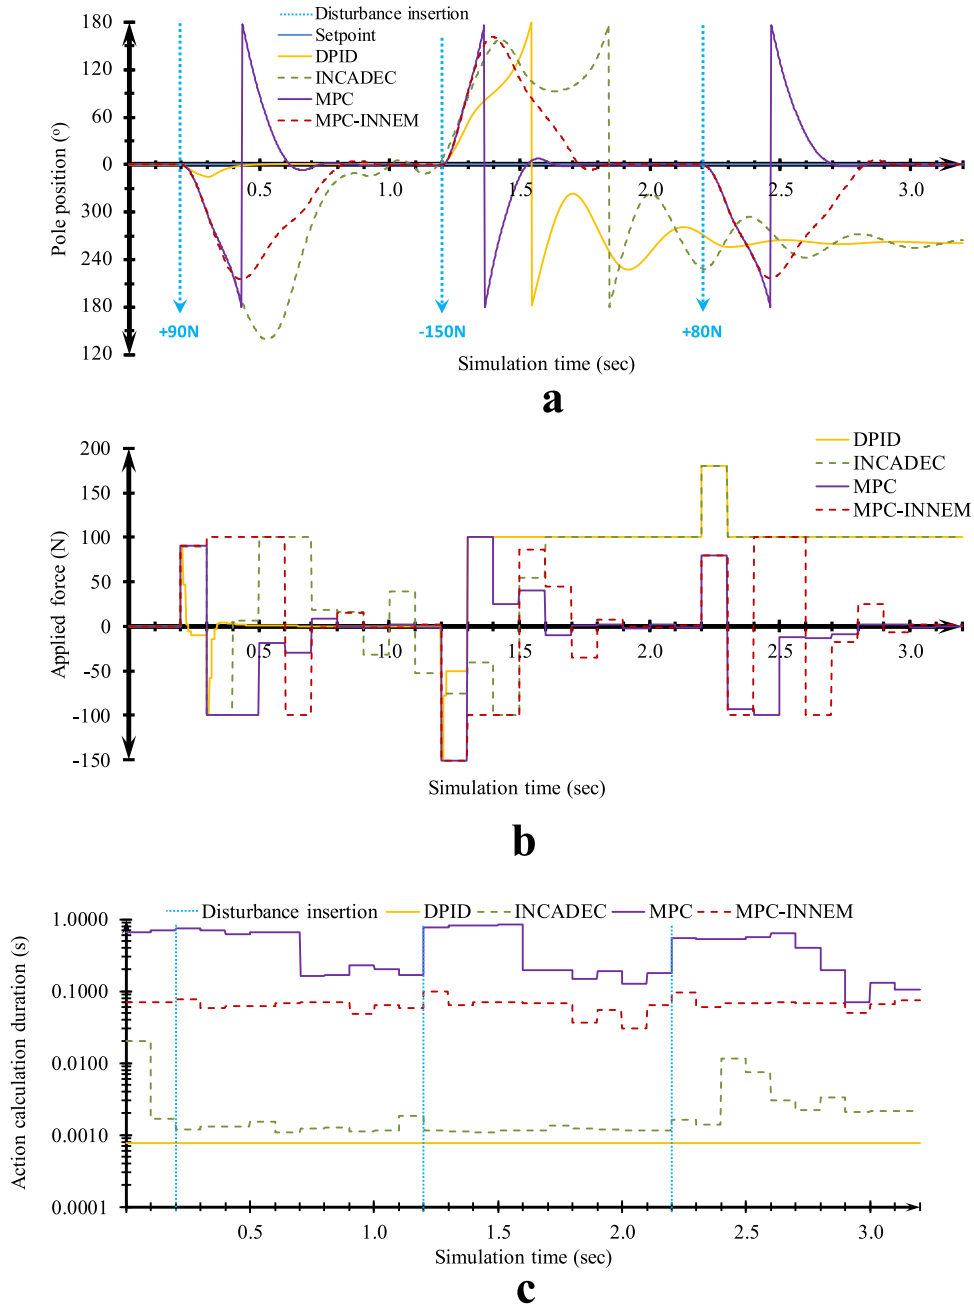 180
120
60
0
300
240
180
120
Pole position (°)
Disturbance insertion
Setpoint
DPID
INCADEC
MPC
MPC-INNEM
0.5
1.0
1.5
2.0
2.5
3.0
+90N
-150N
+80N
Simulation time (sec)
a
200
150
100
50
0
-50
-100
-150
Applied force (N)
DPID
INCADEC
MPC
MPC-INNEM
0.5
1.0
1.5
2.0
2.5
3.0
Simulation time (sec)
b
Disturbance insertion
DPID
INCADEC
MPC
MPC-INNEM
1.0000
0.1000
0.0100
0.0010
0.0001
Action calculation duration (s)
0.5
1.0
1.5
2.0
2.5
3.0
Simulation time (sec)
c